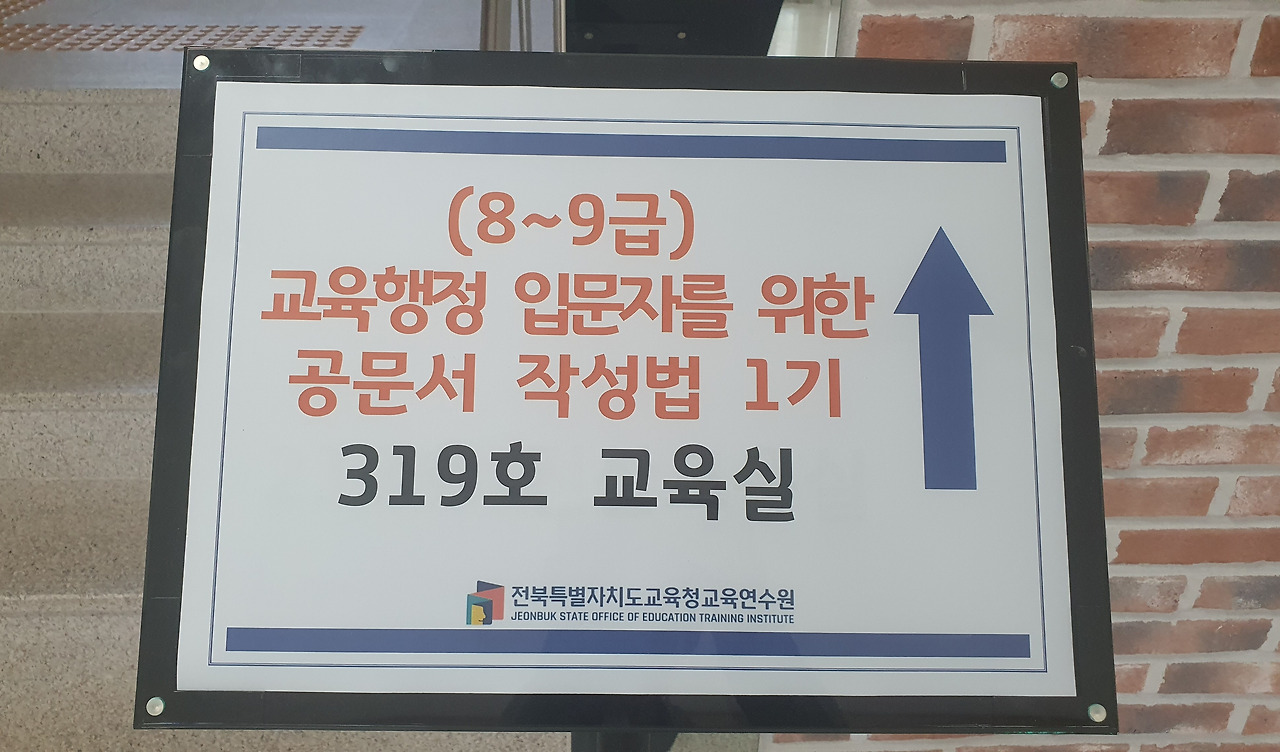 (8~9급)
교육행정 입문자를 위한
공문서 작성법 1기
319호 교육실
전북특별자치도교육청교육연수원
JEONBUK STATE OFFICE OF EDUCATION TRAINING INSTITUTE